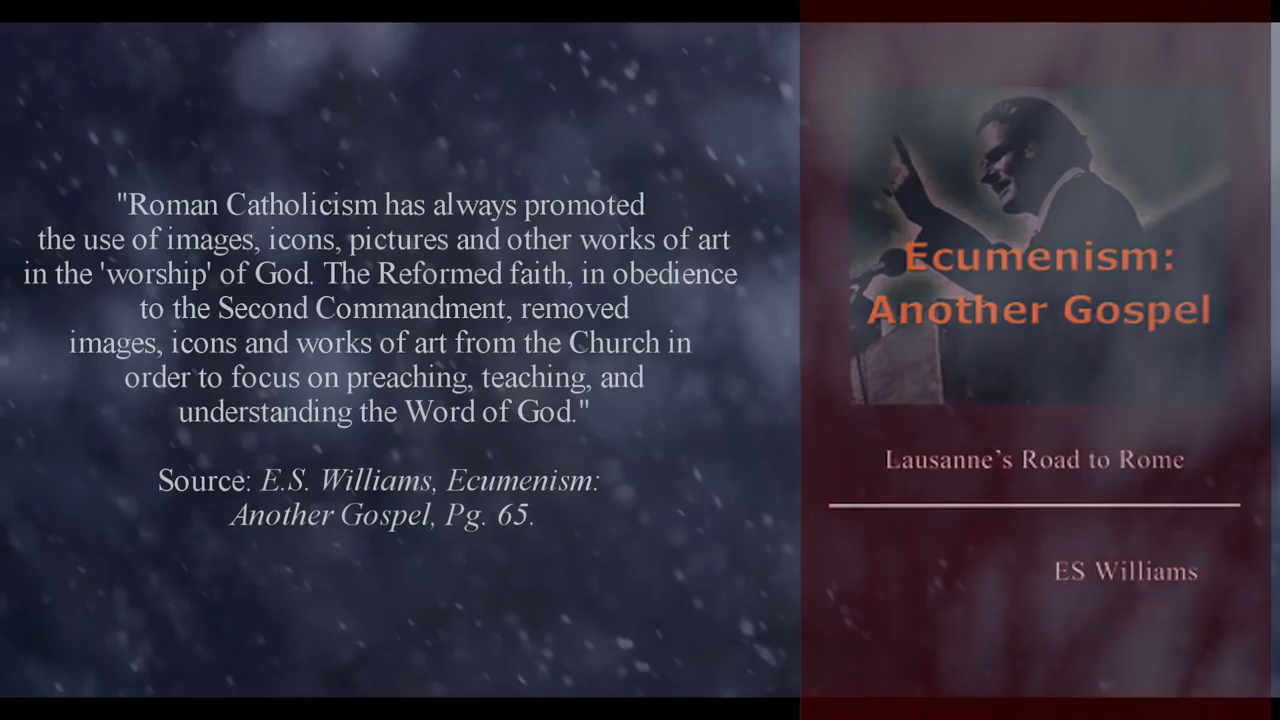 "Roman Catholicism has always promoted
the use of images, icons, pictures and other works of art
in the 'worship' of God. The Reformed faith, in obedience
to the Second Commandment, removed
images, icons and works of art from the Church in
order to focus on preaching, teaching, and
understanding the Word of God."
Source: E.S. Williams, Ecumenism:
Another Gospel, Pg. 65.
Ecumenism:
Another Gospel
Lausanne's Road to Rome
ES Williams